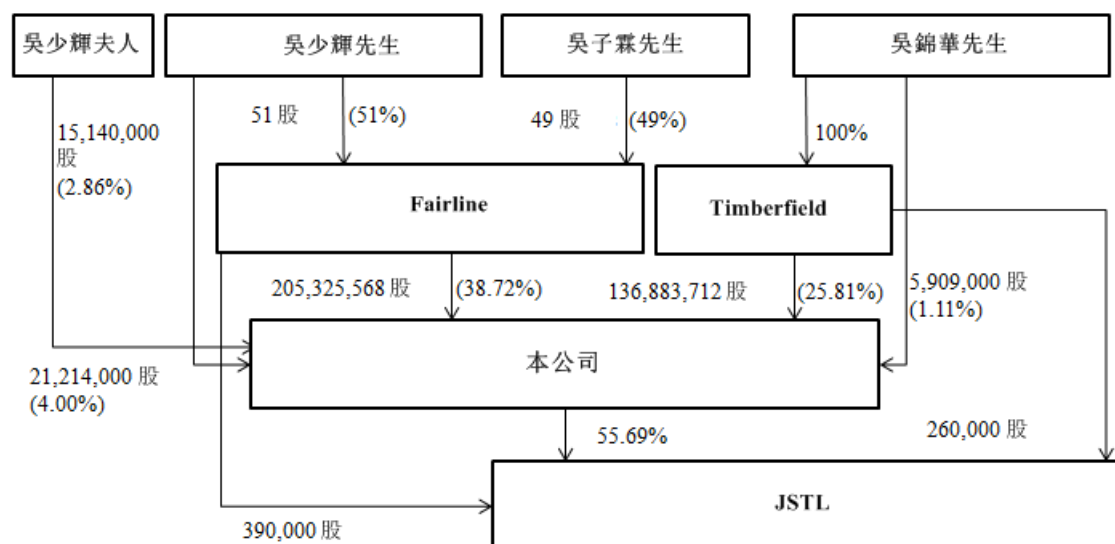 吳少輝夫人
吳少輝先生
吳子霖先生
吳錦華先生
51 股
(51%)
49 股
(49%)
100%
15,140,000
股
(2.86%)
Fairline
Timberfield
205,325,568 股
(38.72%)
136,883,712 股
(25.81%)
5,909,000 股
(1.11%)
本公司
21,214,000 股
(4.00%)
55.69%
260,000 股
JSTL
390,000 股